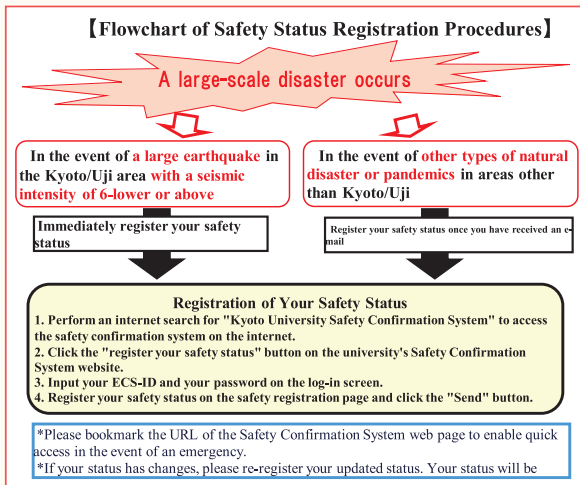 【Flowchart of Safety Status Registration Procedures】
A large-scale disaster occurs
In the event of a large earthquake in
the Kyoto/Uji area with a seismic
intensity of 6-lower or above
In the event of other types of natural
disaster or pandemics in areas other
than Kyoto/Uji
Immediately register your safety
status
Register your safety status once you have received an e-
mail
Registration of Your Safety Status
1. Perform an internet search for "Kyoto University Safety Confirmation System" to access
the safety confirmation system on the internet.
2. Click the "register your safety status" button on the university's Safety Confirmation
System website.
3. Input your ECS-ID and your password on the log-in screen.
4. Register your safety status on the safety registration page and click the "Send" button.
*Please bookmark the URL of the Safety Confirmation System web page to enable quick
access in the event of an emergency.
*If your status has changes, please re-register your updated status. Your status will be